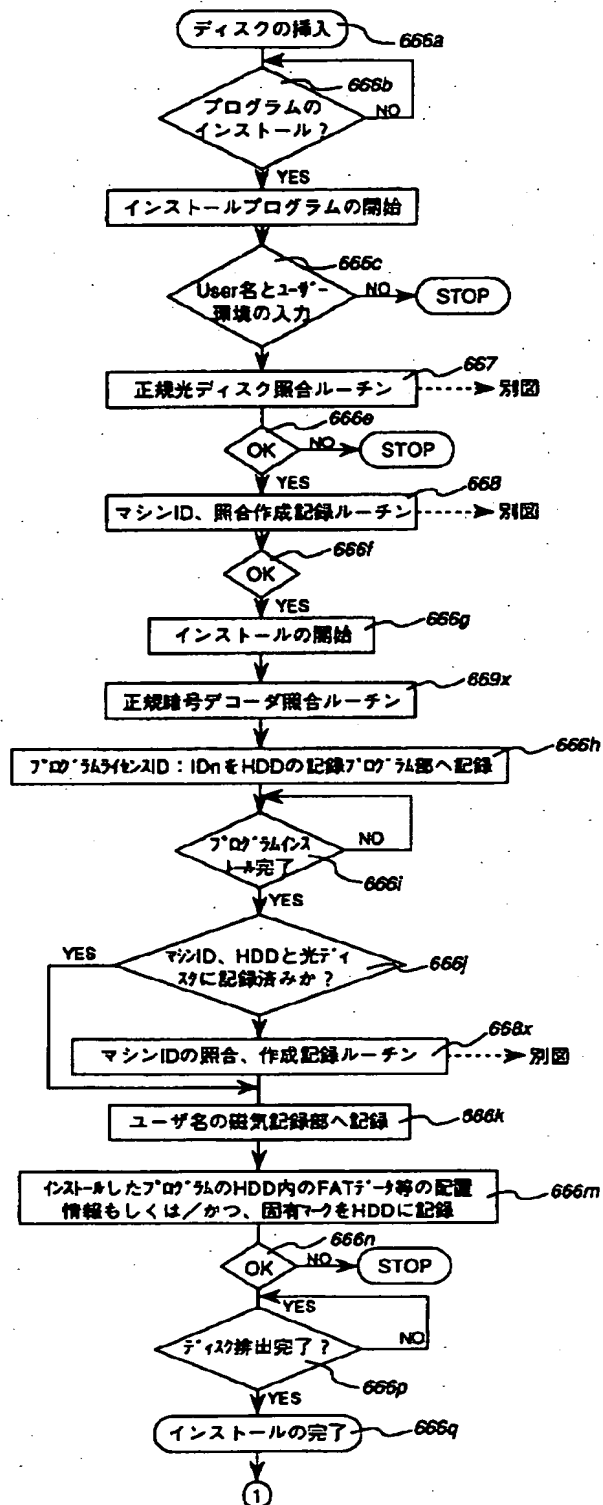 ディスクの挿入
666a
666b
プログラムの
インストール？
NO
YES
インストールプログラムの開始
666c
User名とユーザー
環境の入力
NO
STOP
667
正規光ディスク照合ルーチン
別図
666e
OK
NO
STOP
YES
668
マシンID、照合作成記録ルーチン
別図
666f
OK
YES
666g
インストールの開始
669x
正規暗号デコーダ照合ルーチン
666h
プログラムライセンスID：IDnをHDDの記録プログラム部へ記録
プログラムインス
トール完了
NO
666i
YES
YES
マシンID、HDDと光ディ
スクに記録済みか？
666j
668x
マシンIDの照合、作成記録ルーチン
別図
ユーザ名の磁気記録部へ記録
666k
インストールしたプログラムのHDD内のFATデータ等の配置
情報もしくは／かつ、固有マークをHDDに記録
666m
666n
OK
NO
STOP
YES
ディスク排出完了？
NO
666p
YES
インストールの完了
666q
1